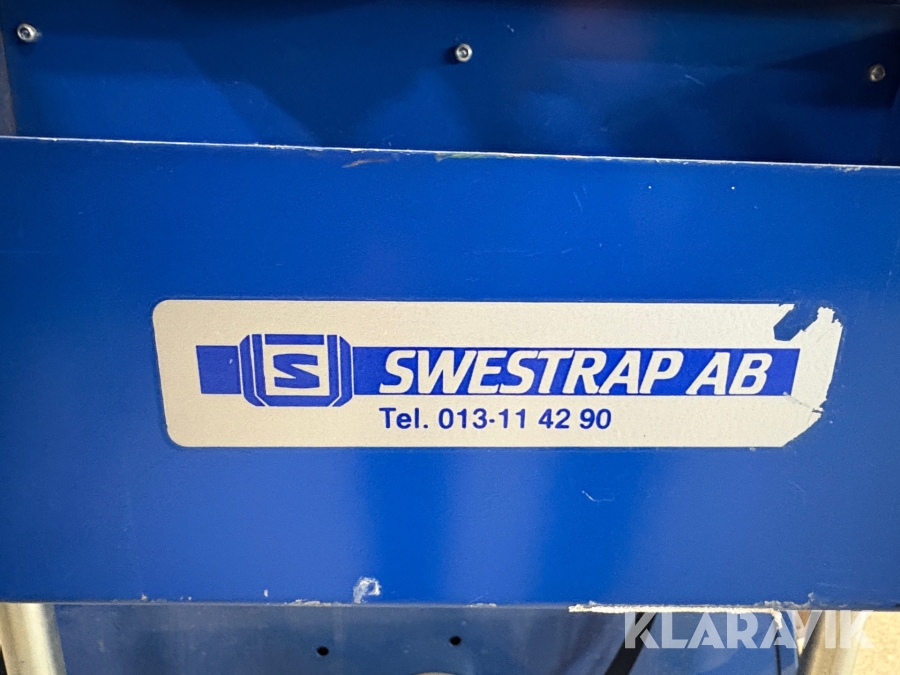 S SWESTRAP AB
Tel. 013-11 42 90
KLARAVIK